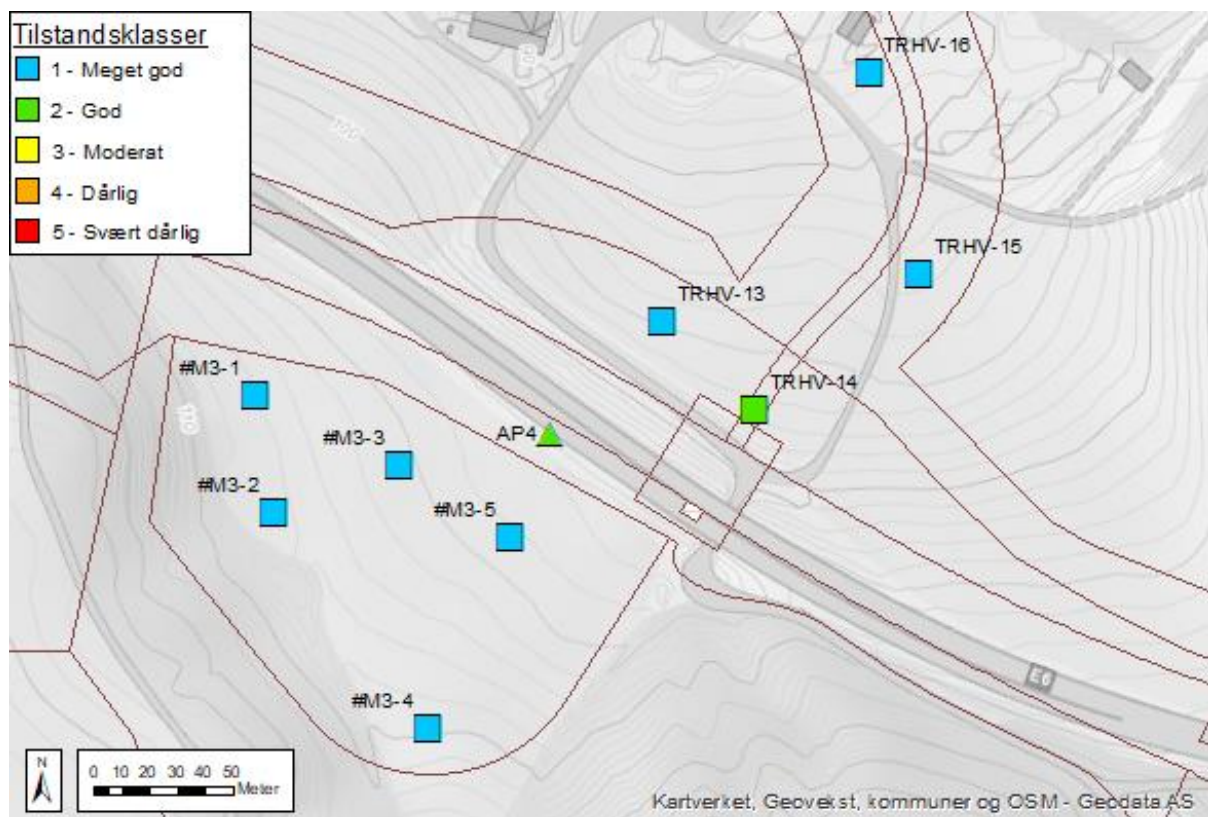 Tilstandsklasser
1 - Meget god
2 - God
3 - Moderat
4 - Dårlig
5 - Svært dårlig
TRHV-16
100
TRHV-15
TRHV-13
#M3-1
TRHV-14
#M3-3
AP4
#M3-2
#M3-5
E6
#M3-4
N
0 10 20 30 40 50
Meter
Kartverket, Geovekst, kommuner og OSM - Geodata AS